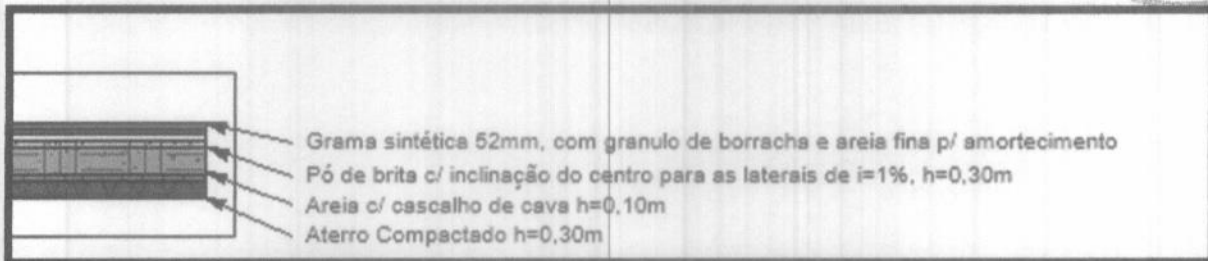 Grama sintética 52mm, com granulo de borracha e areia fina p/ amortecimento
Pó de brita c/ inclinação do centro para as laterais de i=1%, h=0,30m
Areia c/ cascalho de cava h=0,10m
Aterro Compactado h=0,30m